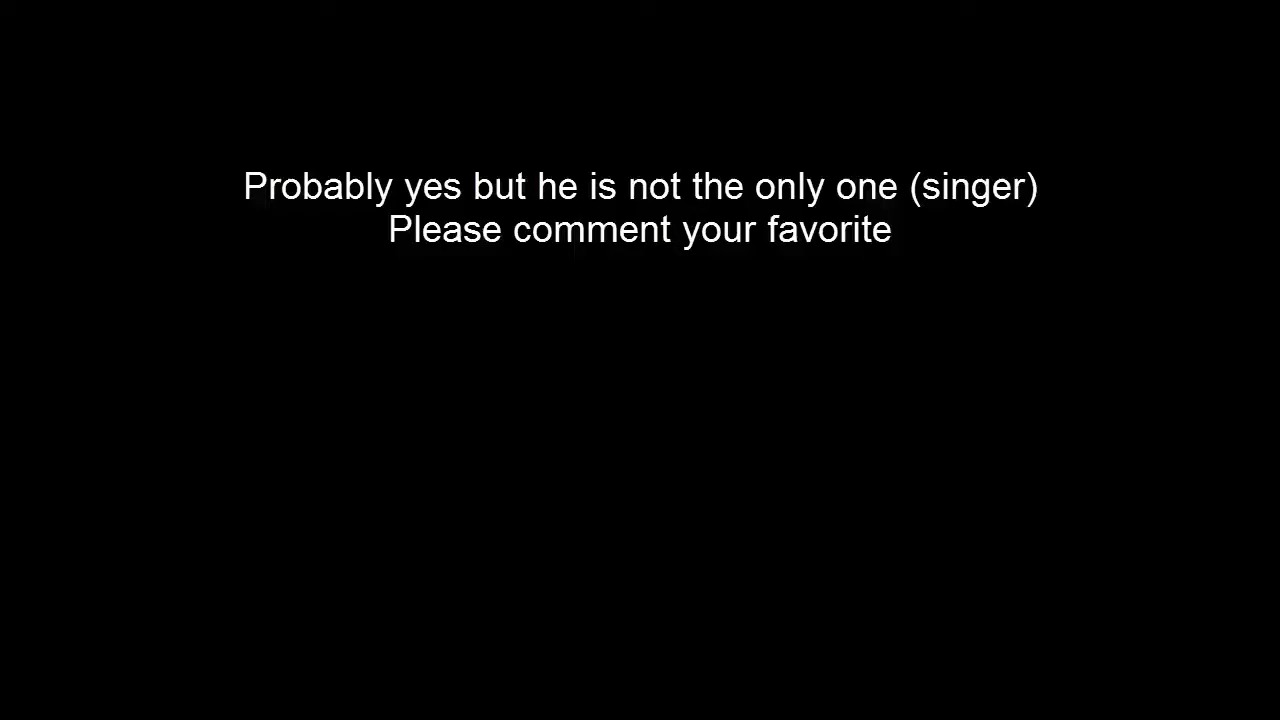 Probably yes but he is not the only one (singer)
Please comment your favorite